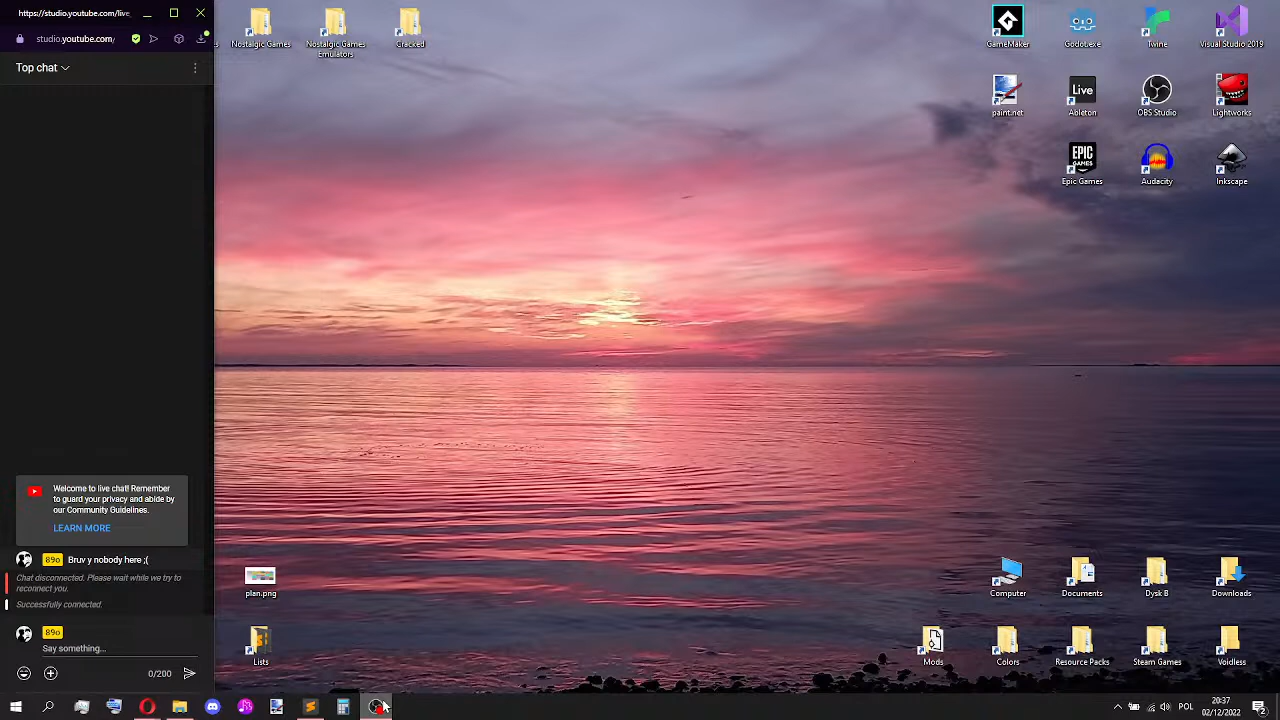 https://studio.youtube.com/live_
studio.youtube.com/
Top chat
Welcome to live chat! Remember
to guard your privacy and abide by
our Community Guidelines.
LEARN MORE
89o Bruv y nobody here ;(
Chat disconnected. Please wait while we try to
reconnect you.
Successfully connected.
89o
Say something...
0/200
Nostalgic Games
Nostalgic Games
Emulators
Cracked
GameMaker
Godot.exe
Twine
Visual Studio 2019
paint.net
Live
Ableton
OBS Studio
Lightworks
EPIC
GAMES
Epic Games
Audacity
Inkscape
plan.png
Computer
Documents
Dysk B
Downloads
Lists
Mods
Colors
Resource Packs
Steam Games
Voidless
POL
20:37
02/12/2022